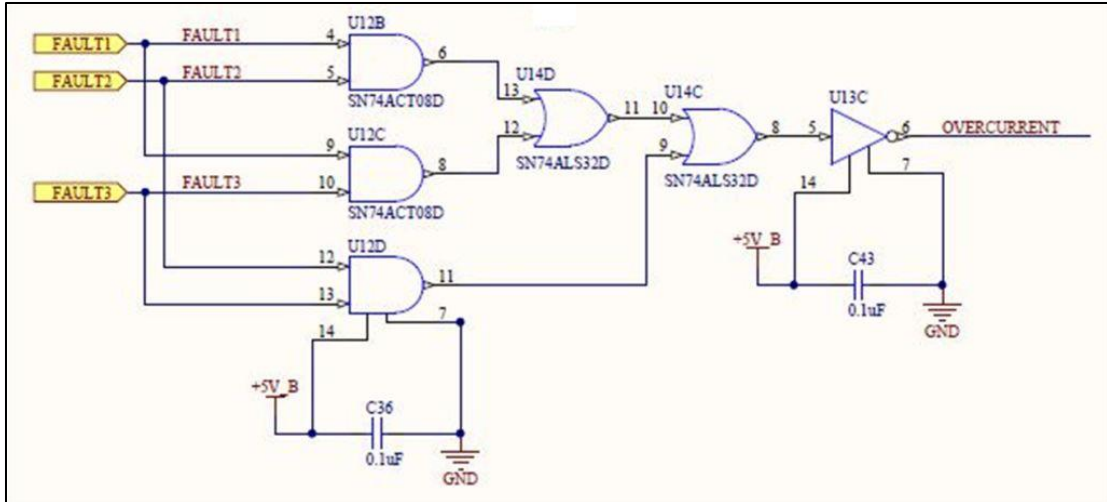 U12B
FAULT1 FAULT1 4 6
FAULT2 FAULT2 5
SN74ACT08D
U14D
13 11
12
SN74ALS32D
U14C
10 8
9
SN74ALS32D
U13C
5 6 OVERCURRENT
14 7
U12C
9 8
FAULT3 FAULT3 10
SN74ACT08D
U12D
12 11
13
14 7
+5V_B
C43
0.1uF
GND
+5V_B
C36
0.1uF
GND